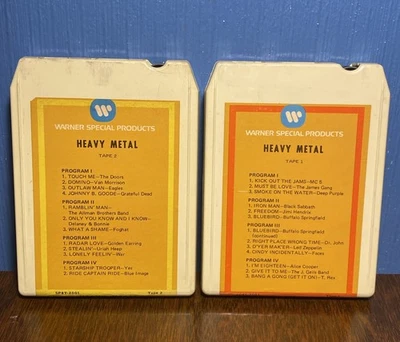 WARNER SPECIAL PRODUCTS
HEAVY METAL
TAPE 2
PROGRAM I
1. TOUCH ME—The Doors
2. DOMINO—Van Morrison
3. OUTLAW MAN—Eagles
4. JOHNNY B. GOODE—Grateful Dead
PROGRAM II
1. RAMBLIN' MAN—
The Allman Brothers Band
2. ONLY YOU KNOW AND I KNOW—
Delaney & Bonnie
3. WHAT A SHAME—Foghat
PROGRAM III
1. RADAR LOVE—Golden Earring
2. STEALIN'—Uriah Heep
3. LONELY FEELIN'—War
PROGRAM IV
1. STARSHIP TROOPER—Yes
2. RIDE CAPTAIN RIDE—Blue Image
Tape 2
WARNER SPECIAL PRODUCTS
HEAVY METAL
TAPE 1
PROGRAM I
1. KICK OUT THE JAMS—MC 5
2. MUST BE LOVE—The James Gang
3. SMOKE ON THE WATER—Deep Purple
PROGRAM II
1. IRON MAN—Black Sabbath
2. FREEDOM—Jimi Hendrix
3. BLUEBIRD—Buffalo Springfield
PROGRAM III
1. BLUEBIRD—Buffalo Springfield
(continued)
2. RIGHT PLACE WRONG TIME—Dr. John
3. D'YER MAKER—Led Zeppelin
4. CINDY INCIDENTALLY—Faces
PROGRAM IV
1. I'M EIGHTEEN—Alice Cooper
2. GIVE IT TO ME—The J. Geils Band
3. BANG A GONG (GET IT ON)—T. Rex